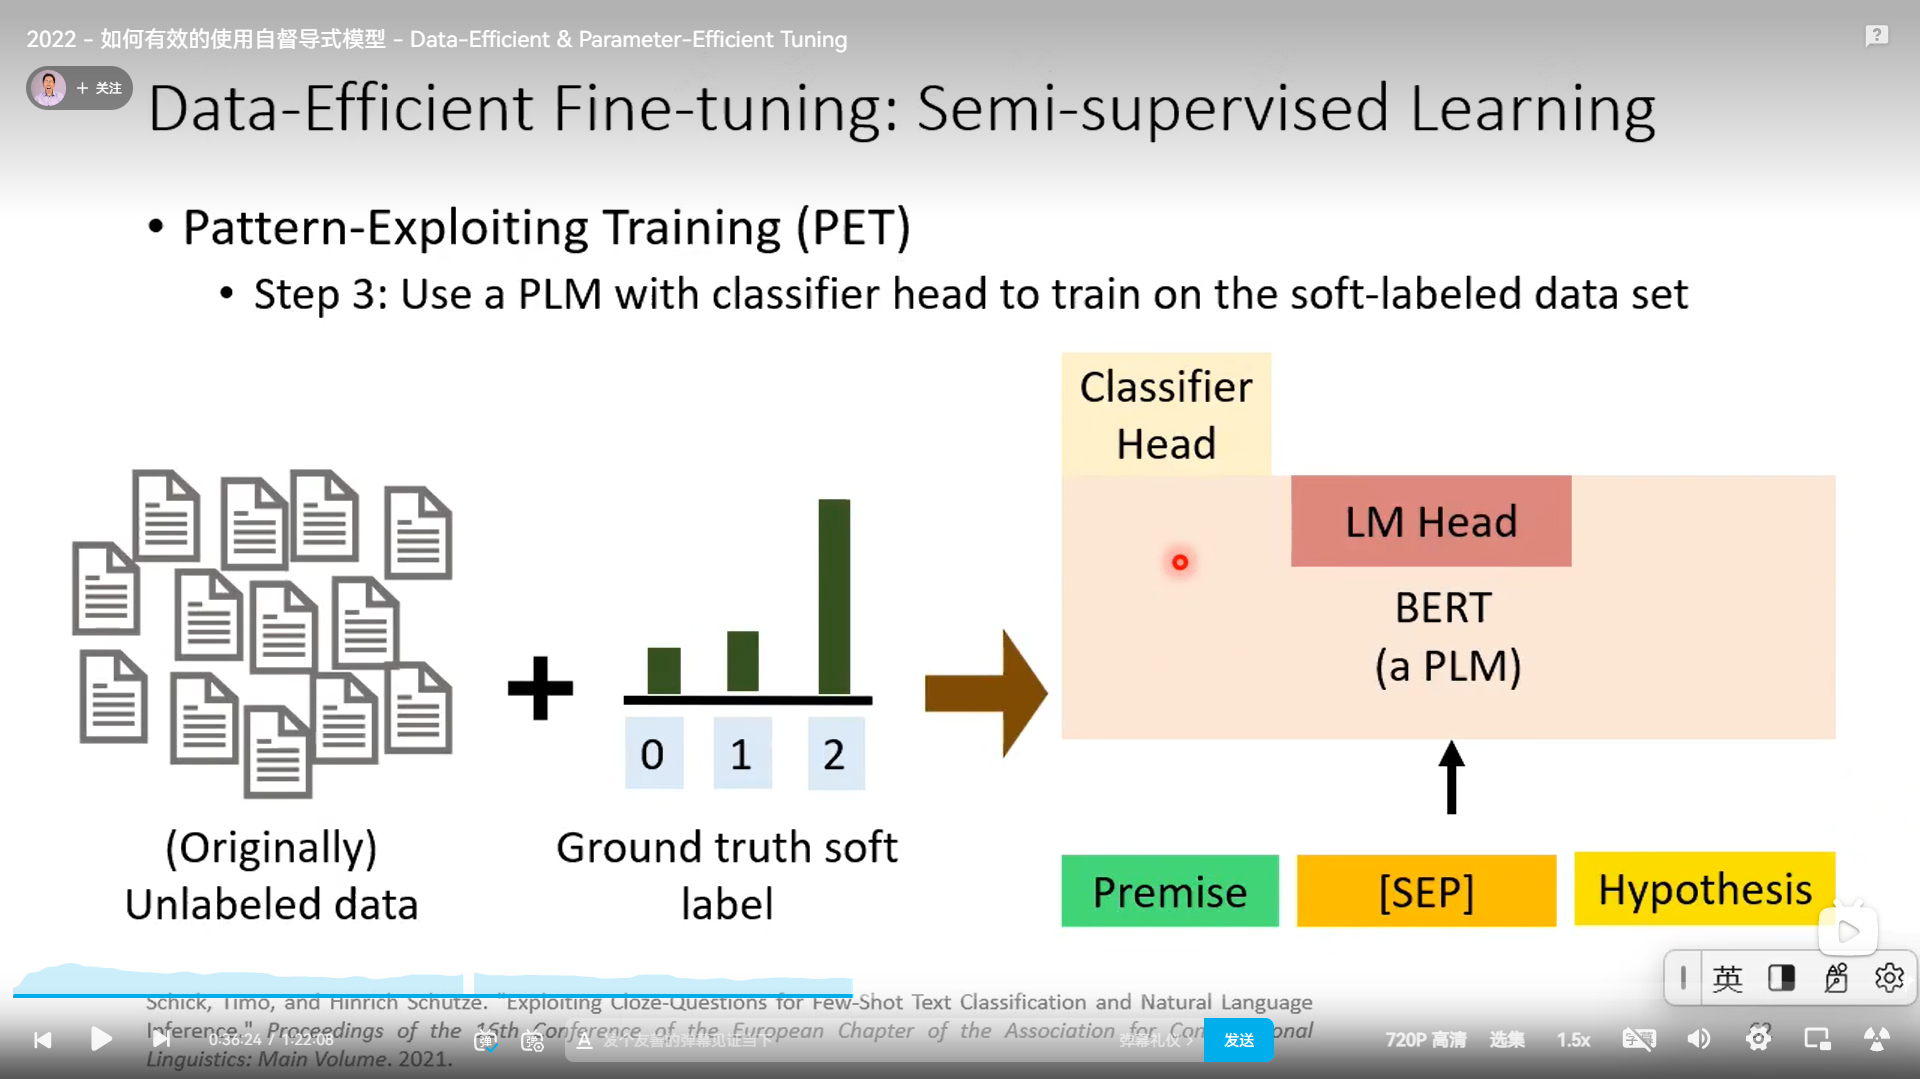 2022 - 如何有效的使用自督导式模型 - Data-Efficient & Parameter-Efficient Tuning
+ 关注
Data-Efficient Fine-tuning: Semi-supervised Learning
• Pattern-Exploiting Training (PET)
• Step 3: Use a PLM with classifier head to train on the soft-labeled data set
Classifier
Head
LM Head
BERT
(a PLM)
0 1 2
(Originally)
Unlabeled data
Ground truth soft
label
Premise
[SEP]
Hypothesis
英
Schick, Timo, and Hinrich Schütze. "Exploiting Cloze-Questions for Few-Shot Text Classification and Natural Language
Inference." Proceedings of the 16th Conference of the European Chapter of the Association for
Linguistics: Main Volume. 2021.
0:36:24 / 1:22:08
弹
弹
发个友善的弹幕见证当下
弹幕礼仪 >
发送
720P 高清
选集
1.5x
字幕